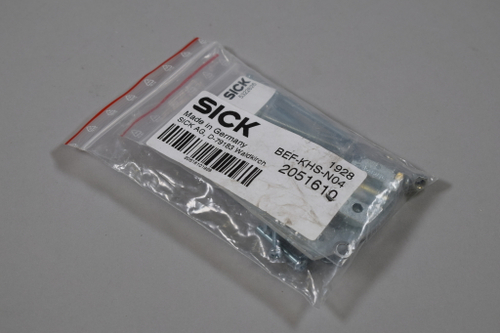 SICK
SICK
Made in Germany
SICK AG, D-79183 Waldkirch
1928
BEF-KHS-N04
2051610